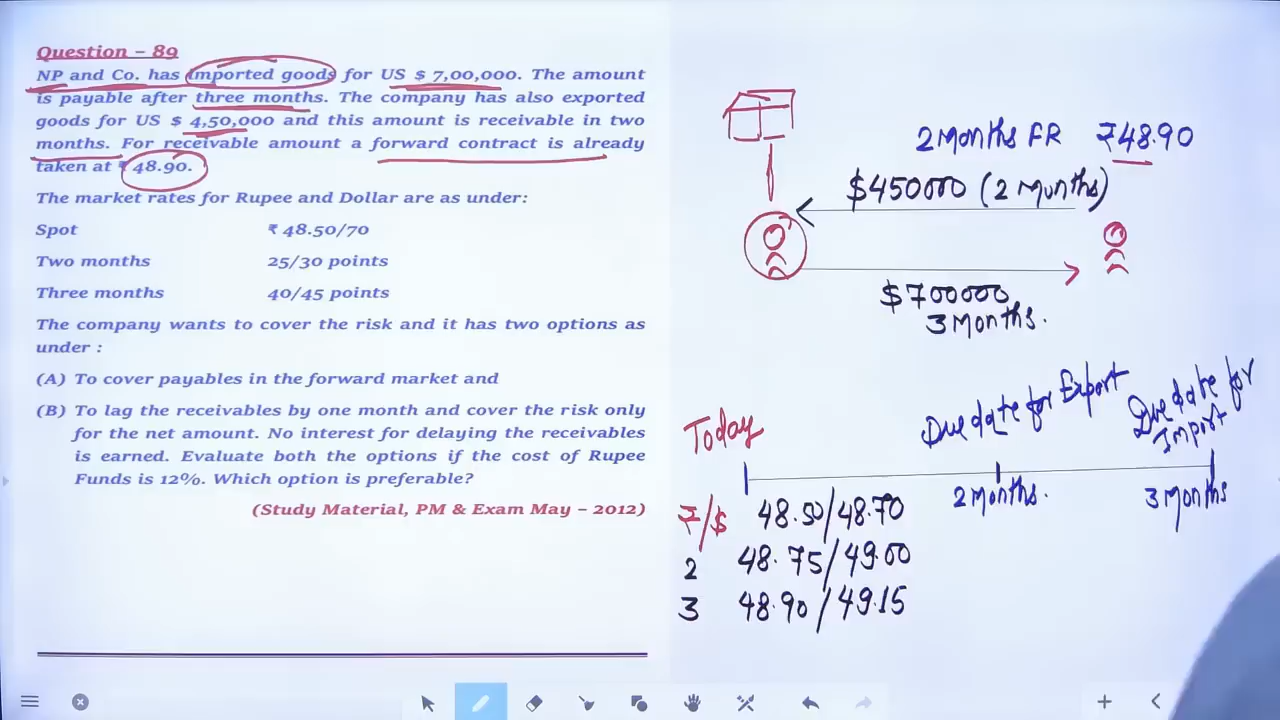 Question – 89
NP and Co. has imported goods for US $ 7,00,000. The amount
is payable after three months. The company has also exported
goods for US $ 4,50,000 and this amount is receivable in two
months. For receivable amount a forward contract is already
taken at ₹ 48.90.
The market rates for Rupee and Dollar are as under:
Spot ₹ 48.50/70
Two months 25/30 points
Three months 40/45 points
The company wants to cover the risk and it has two options as
under :
(A) To cover payables in the forward market and
(B) To lag the receivables by one month and cover the risk only
for the net amount. No interest for delaying the receivables
is earned. Evaluate both the options if the cost of Rupee
Funds is 12%. Which option is preferable?
(Study Material, PM & Exam May – 2012)
2 Months FR ₹48.90
$450000 (2 Months)
$700000
3 Months.
Today
Due date for Export
Due date for
Import
2 Months.
3 Months
₹/$ 48.50/48.70
2 48.75/49.00
3 48.90/49.15